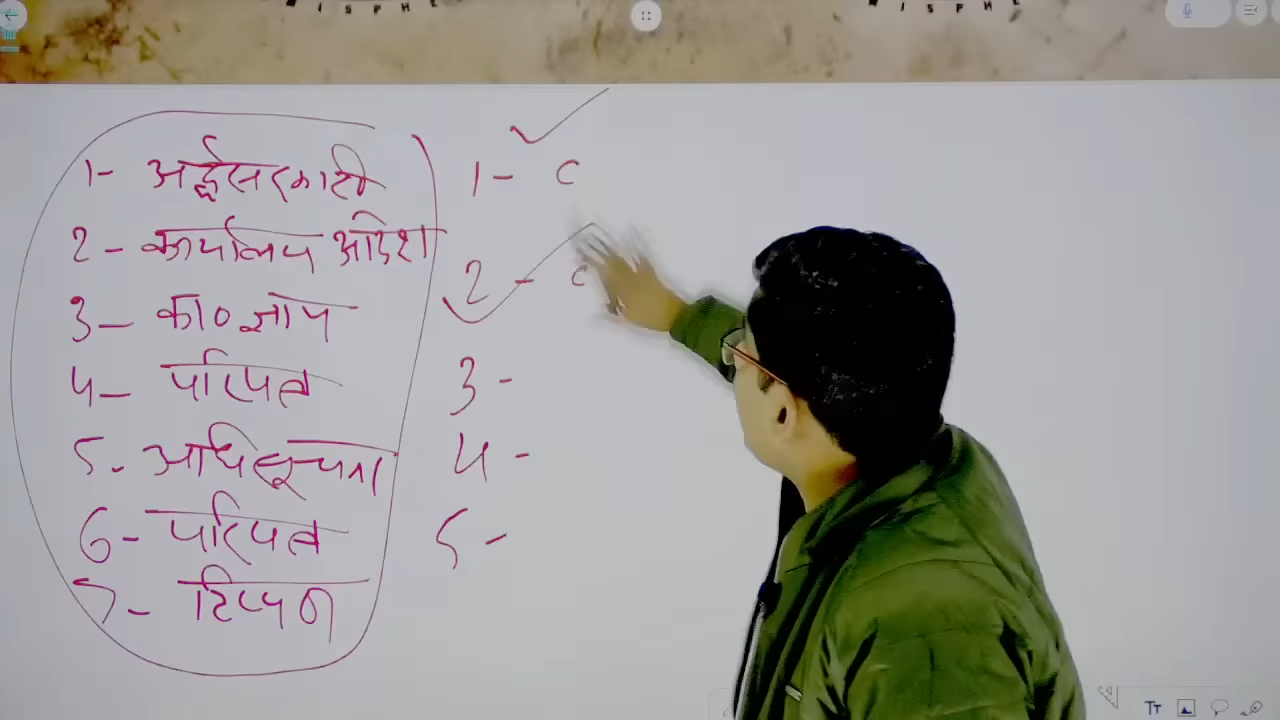 I S P H E
I S P H E
1- अर्द्धसरकारी
2- कार्यालय आदेश
3- का० ज्ञाप
4- परिपत्र
5- अधिसूचना
6- परिपत्र
7- टिप्पण
1- C
2- C
3-
4-
5-
Tт